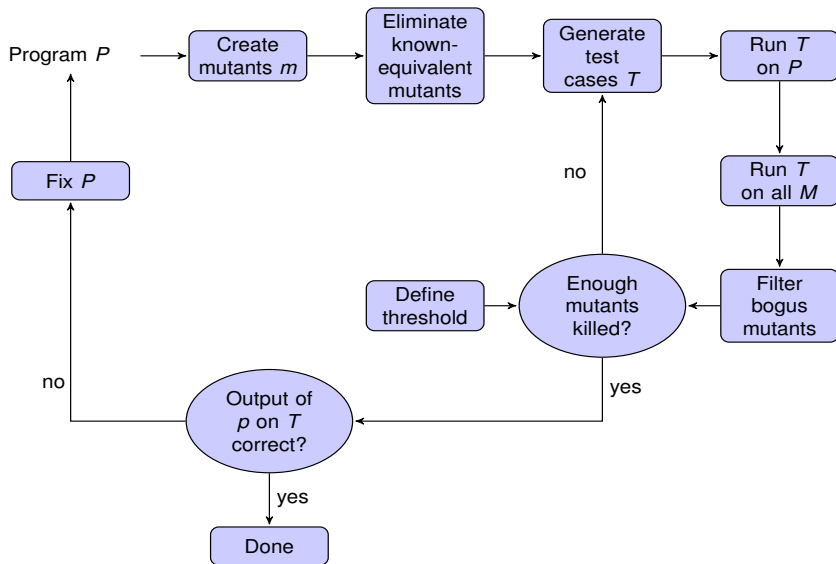 Program P
Create
mutants m
Eliminate
known-
equivalent
mutants
Generate
test
cases T
Run T
on P
Fix P
no
Run T
on all M
Define
threshold
Enough
mutants
killed?
Filter
bogus
mutants
no
yes
Output of
p on T
correct?
yes
Done